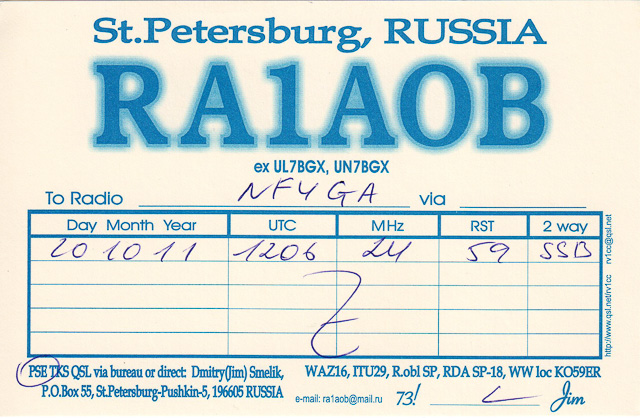 St.Petersburg, RUSSIA
RA1AOB
ex UL7BGX, UN7BGX
To Radio NF4GA via
Day Month Year UTC MHz RST 2 way
20 10 11 1206 24 59 SSB
http://www.qsl.net/rv1cc rv1cc@qsl.net
PSE TKS QSL via bureau or direct: Dmitry(Jim) Smelik,
P.O.Box 55, St.Petersburg-Pushkin-5, 196605 RUSSIA
WAZ16, ITU29, R.obl SP, RDA SP-18, WW loc KO59ER
e-mail: ra1aob@mail.ru 73! Jim